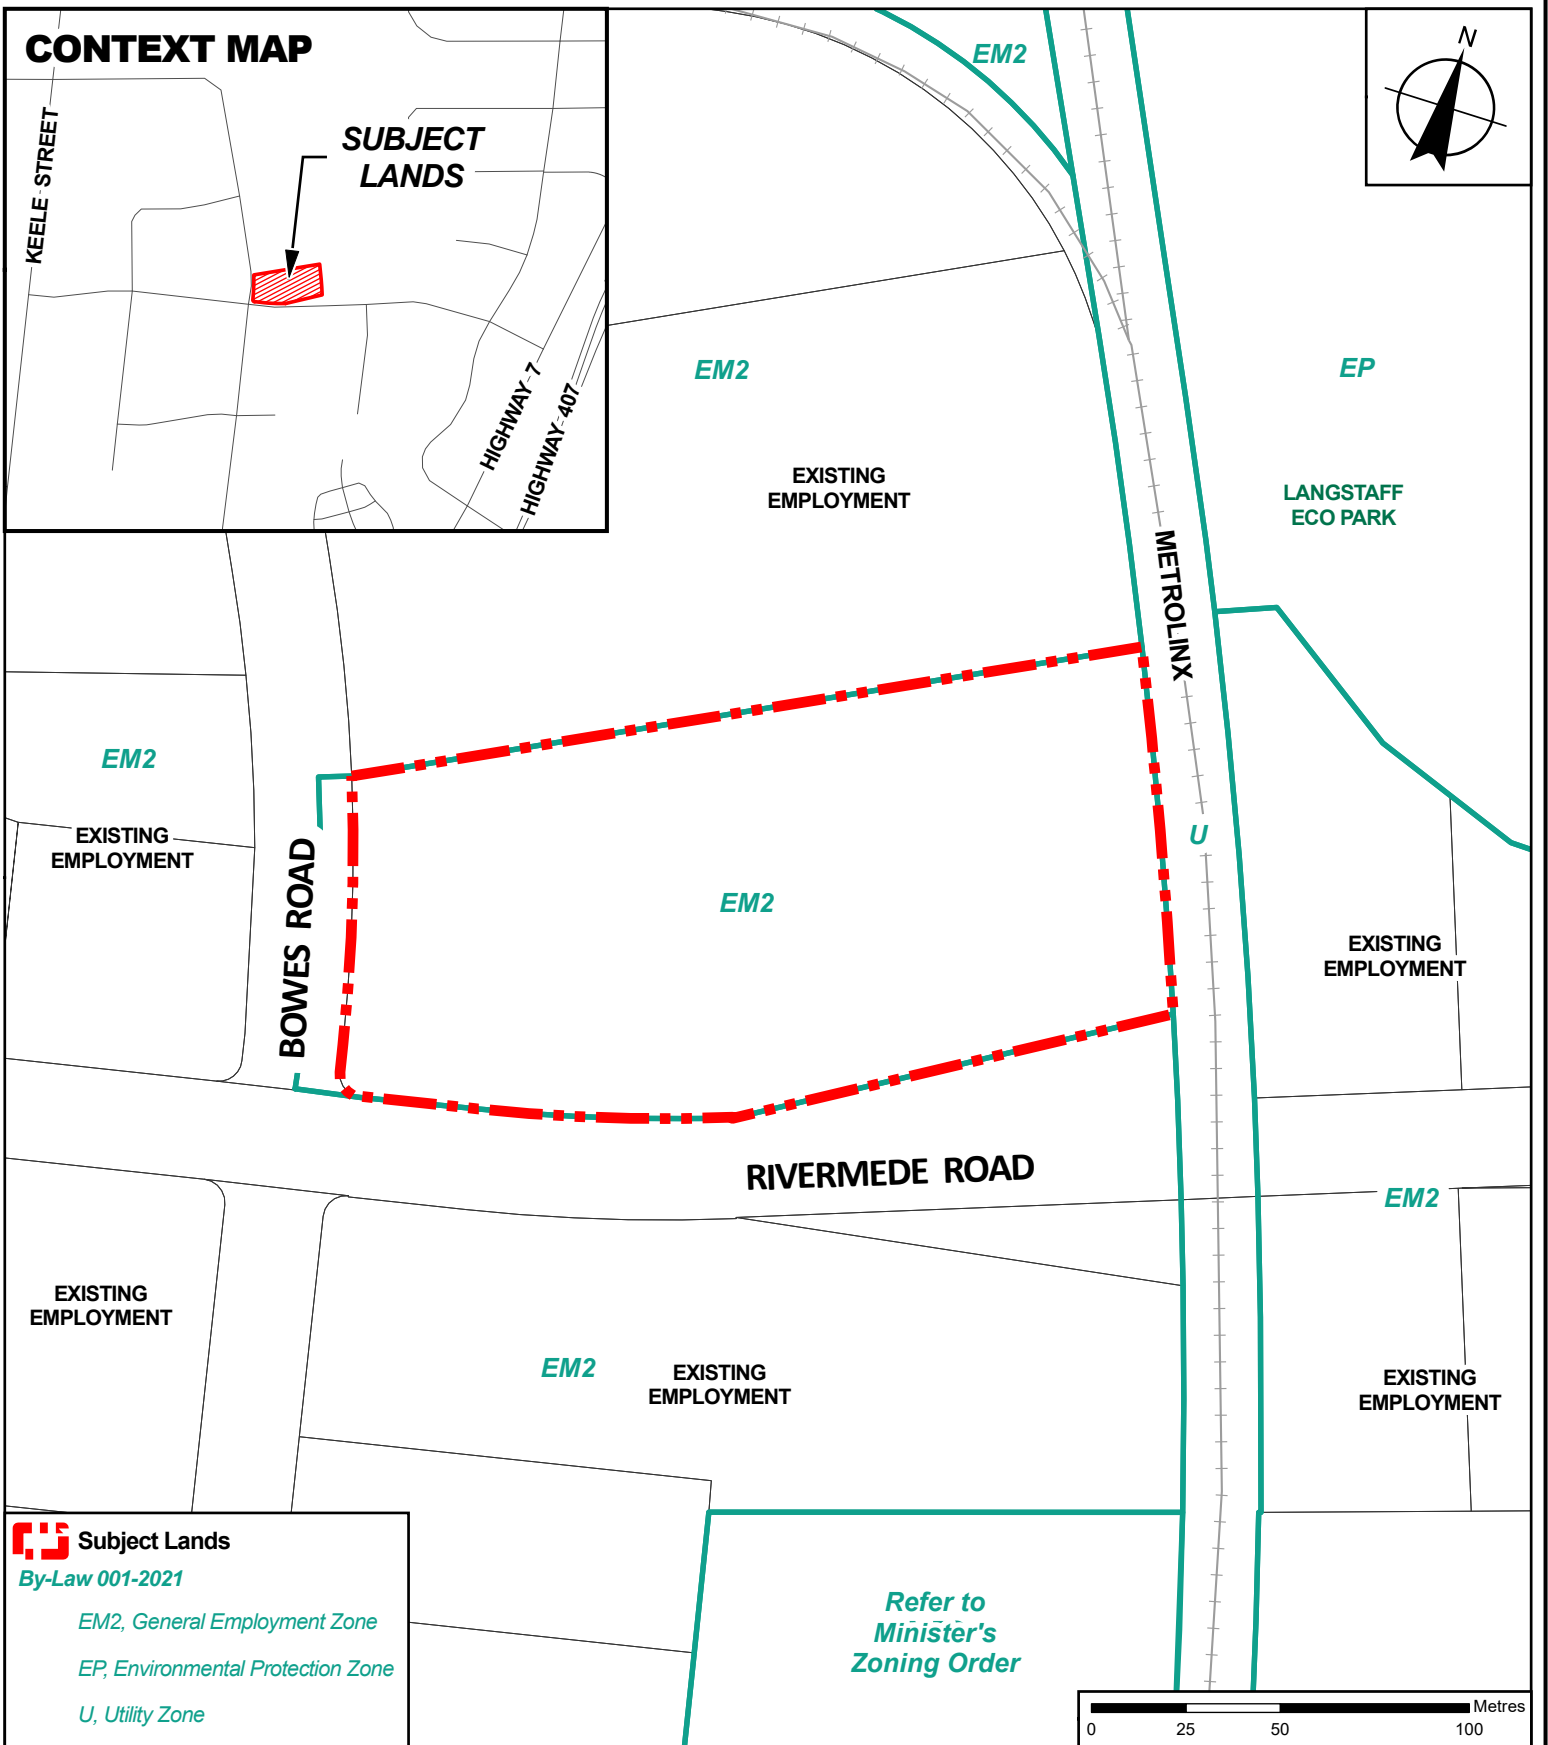 CONTEXT MAP
KEELE STREET
SUBJECT
LANDS
HIGHWAY 7
HIGHWAY 407
N
EM2
EM2
EP
EXISTING
EMPLOYMENT
LANGSTAFF
ECO PARK
METROLINX
EM2
EXISTING
EMPLOYMENT
U
BOWES ROAD
EM2
EXISTING
EMPLOYMENT
RIVERMEDE ROAD
EM2
EXISTING
EMPLOYMENT
EM2
EXISTING
EMPLOYMENT
EXISTING
EMPLOYMENT
Subject Lands
By-Law 001-2021
EM2, General Employment Zone
EP, Environmental Protection Zone
U, Utility Zone
Refer to
Minister's
Zoning Order
Metres
0 25 50 100